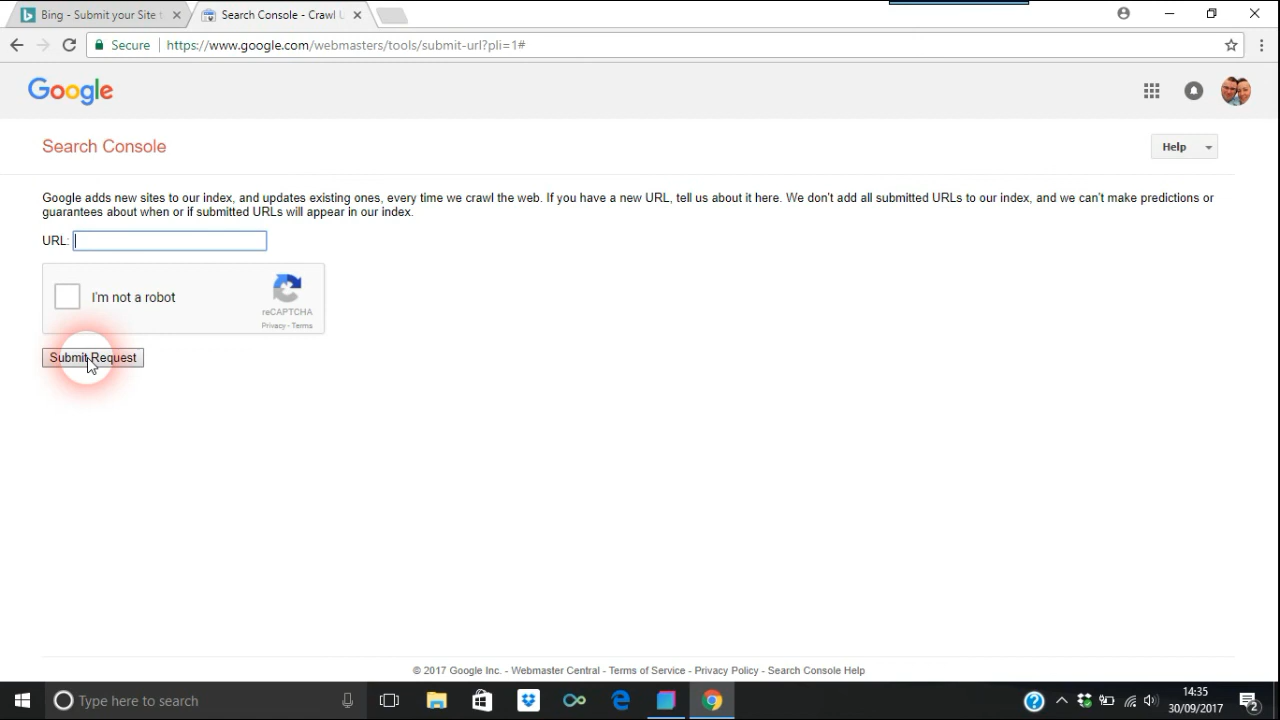 Bing - Submit your Site t
Search Console - Crawl U
Secure
https://www.google.com/webmasters/tools/submit-url?pli=1#
Google
Search Console
Help
Google adds new sites to our index, and updates existing ones, every time we crawl the web. If you have a new URL, tell us about it here. We don't add all submitted URLs to our index, and we can't make predictions or
guarantees about when or if submitted URLs will appear in our index.
URL:
I'm not a robot
reCAPTCHA
Privacy - Terms
Submit Request
© 2017 Google Inc. - Webmaster Central - Terms of Service - Privacy Policy - Search Console Help
Type here to search
14:35
30/09/2017
2